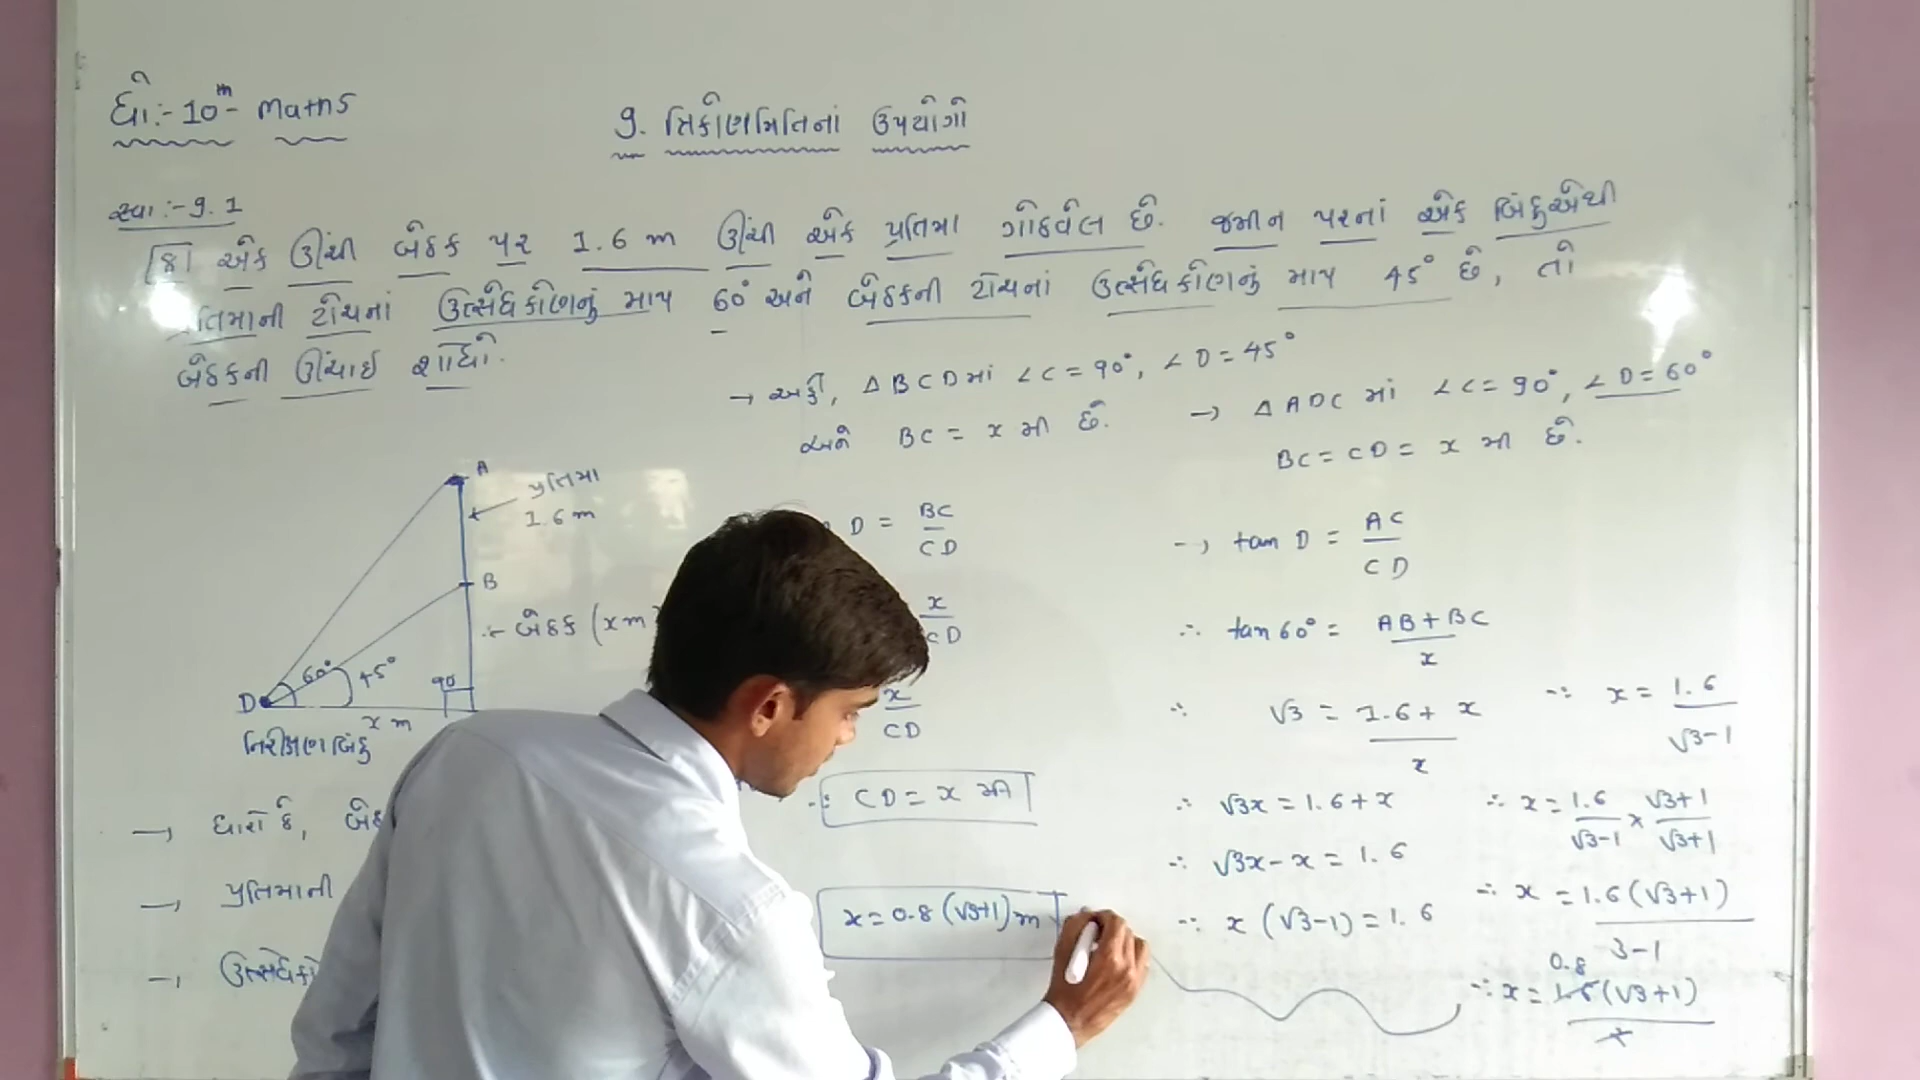 ધો:-10th- Maths
9. ત્રિકોણમિતિનાં ઉપયોગો
સ્વા :- 9.1
8 એક ઊંચી બેઠક પર 1.6 m ઊંચી એક પ્રતિમા ગોઠવેલ છે. જમીન પરનાં એક બિંદુએથી
પ્રતિમાની ટોચનાં ઉત્સેધકોણનું માપ 60° અને બેઠકની ટોચનાં ઉત્સેધકોણનું માપ 45° છે, તો
બેઠકની ઊંચાઇ શોધો.
A
પ્રતિમા
1.6 m
B
બેઠક (x m
D 60° 45° 90
x m
નિરીક્ષણબિંદુ
→ ધારો કે,
→ પ્રતિમાની
→
→ અહીં, Δ BCDમાં ∠C = 90°, ∠D = 45°
અને BC = x મી છે.
D = BC
CD
x
CD
x
CD
∴ CD = x મી
x = 0.8 (√3+1) m
→ Δ ADC માં ∠C = 90°, ∠D = 60°
BC = CD = x મી છે.
→ tan D = AC
CD
∴ tan 60° = AB + BC
x
∴ √3 = 1.6 + x
x
∴ √3x = 1.6 + x
∴ √3x - x = 1.6
∴ x (√3-1) = 1.6
∴ x = 1.6
√3-1
∴ x = 1.6 × √3+1
√3-1 √3+1
∴ x = 1.6 (√3+1)
3-1
0.8
∴ x = 1.6 (√3+1)